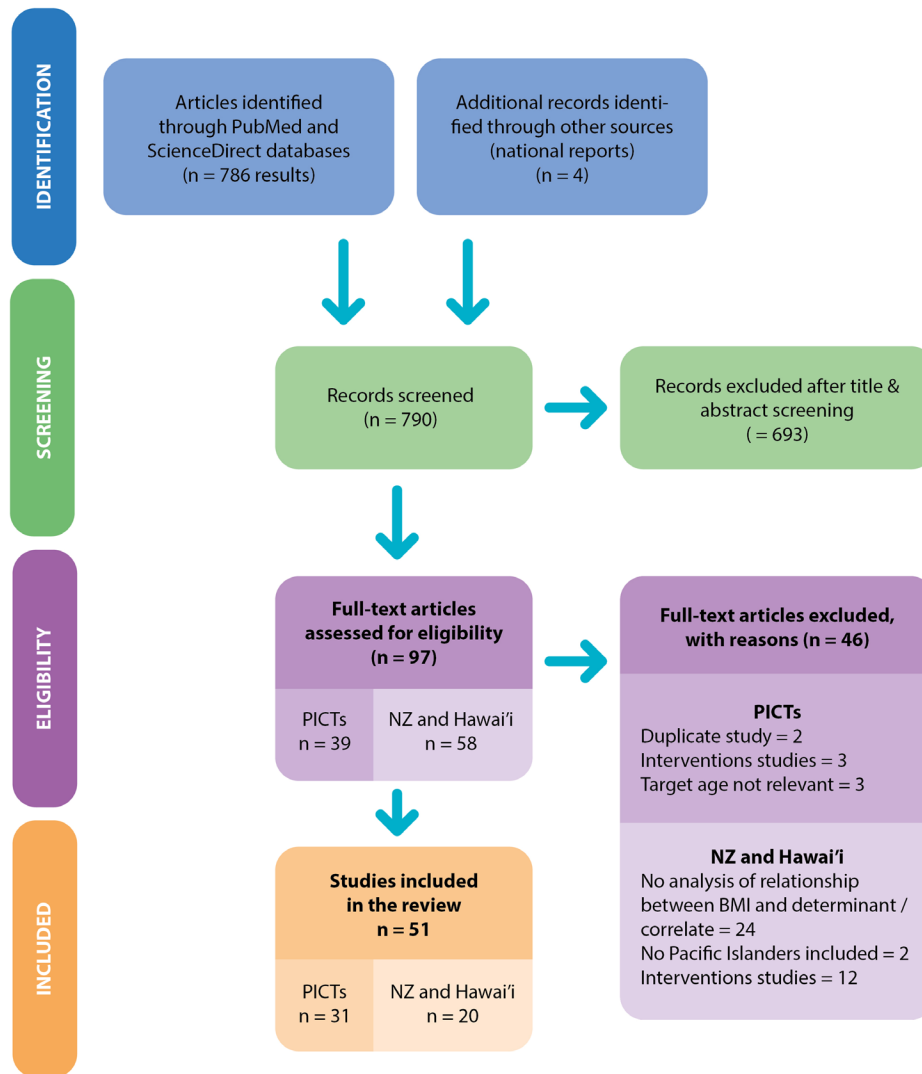 IDENTIFICATION
Articles identified
through PubMed and
ScienceDirect databases
(n = 786 results)
Additional records identi-
fied through other sources
(national reports)
(n = 4)
SCREENING
Records screened
(n = 790)
Records excluded after title &
abstract screening
( = 693)
ELIGIBILITY
Full-text articles
assessed for eligibility
(n = 97)
PICTs
n = 39
NZ and Hawai’i
n = 58
Full-text articles excluded,
with reasons (n = 46)
PICTs
Duplicate study = 2
Interventions studies = 3
Target age not relevant = 3
NZ and Hawai’i
No analysis of relationship
between BMI and determinant /
correlate = 24
No Pacific Islanders included = 2
Interventions studies = 12
INCLUDED
Studies included
in the review
n = 51
PICTs
n = 31
NZ and Hawai’i
n = 20